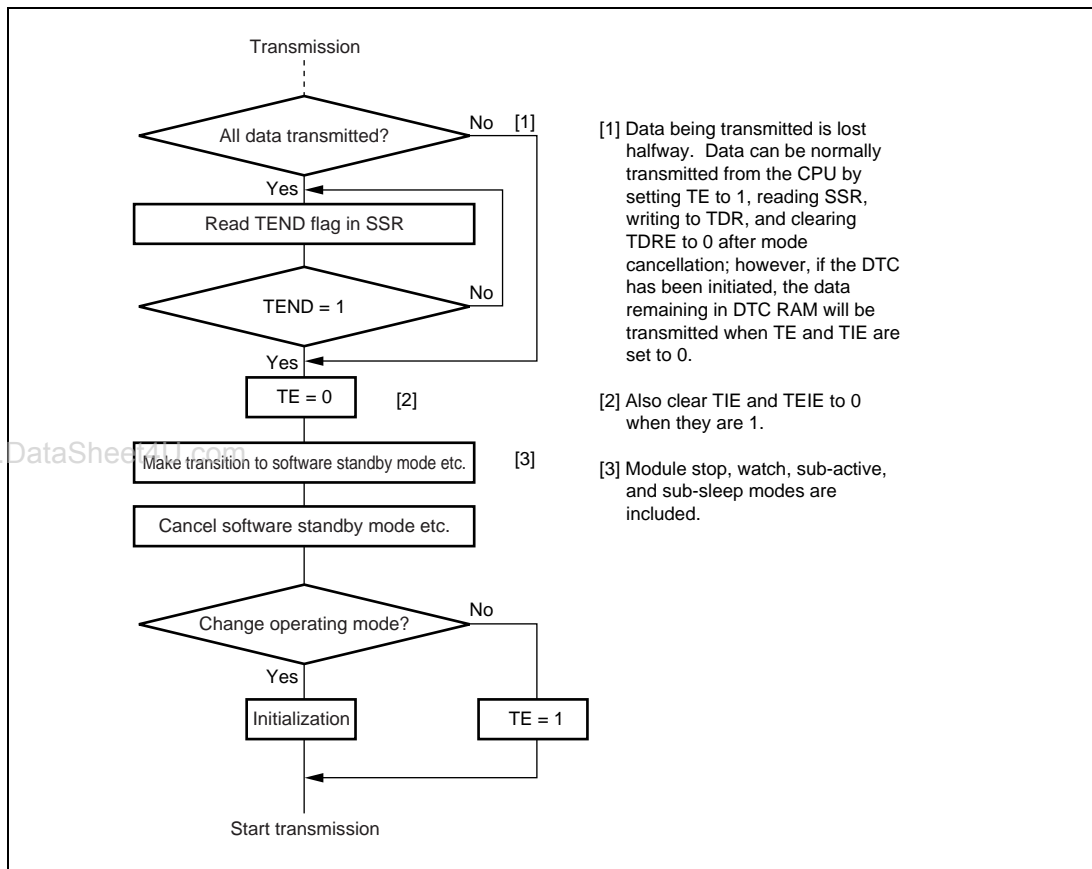 Transmission
All data transmitted?
No [1]
Yes
Read TEND flag in SSR
TEND = 1
No
Yes
TE = 0 [2]
Make transition to software standby mode etc. [3]
Cancel software standby mode etc.
Change operating mode?
No
Yes
Initialization
TE = 1
Start transmission
[1] Data being transmitted is lost
halfway. Data can be normally
transmitted from the CPU by
setting TE to 1, reading SSR,
writing to TDR, and clearing
TDRE to 0 after mode
cancellation; however, if the DTC
has been initiated, the data
remaining in DTC RAM will be
transmitted when TE and TIE are
set to 0.
[2] Also clear TIE and TEIE to 0
when they are 1.
[3] Module stop, watch, sub-active,
and sub-sleep modes are
included.
.DataSheet4U.com